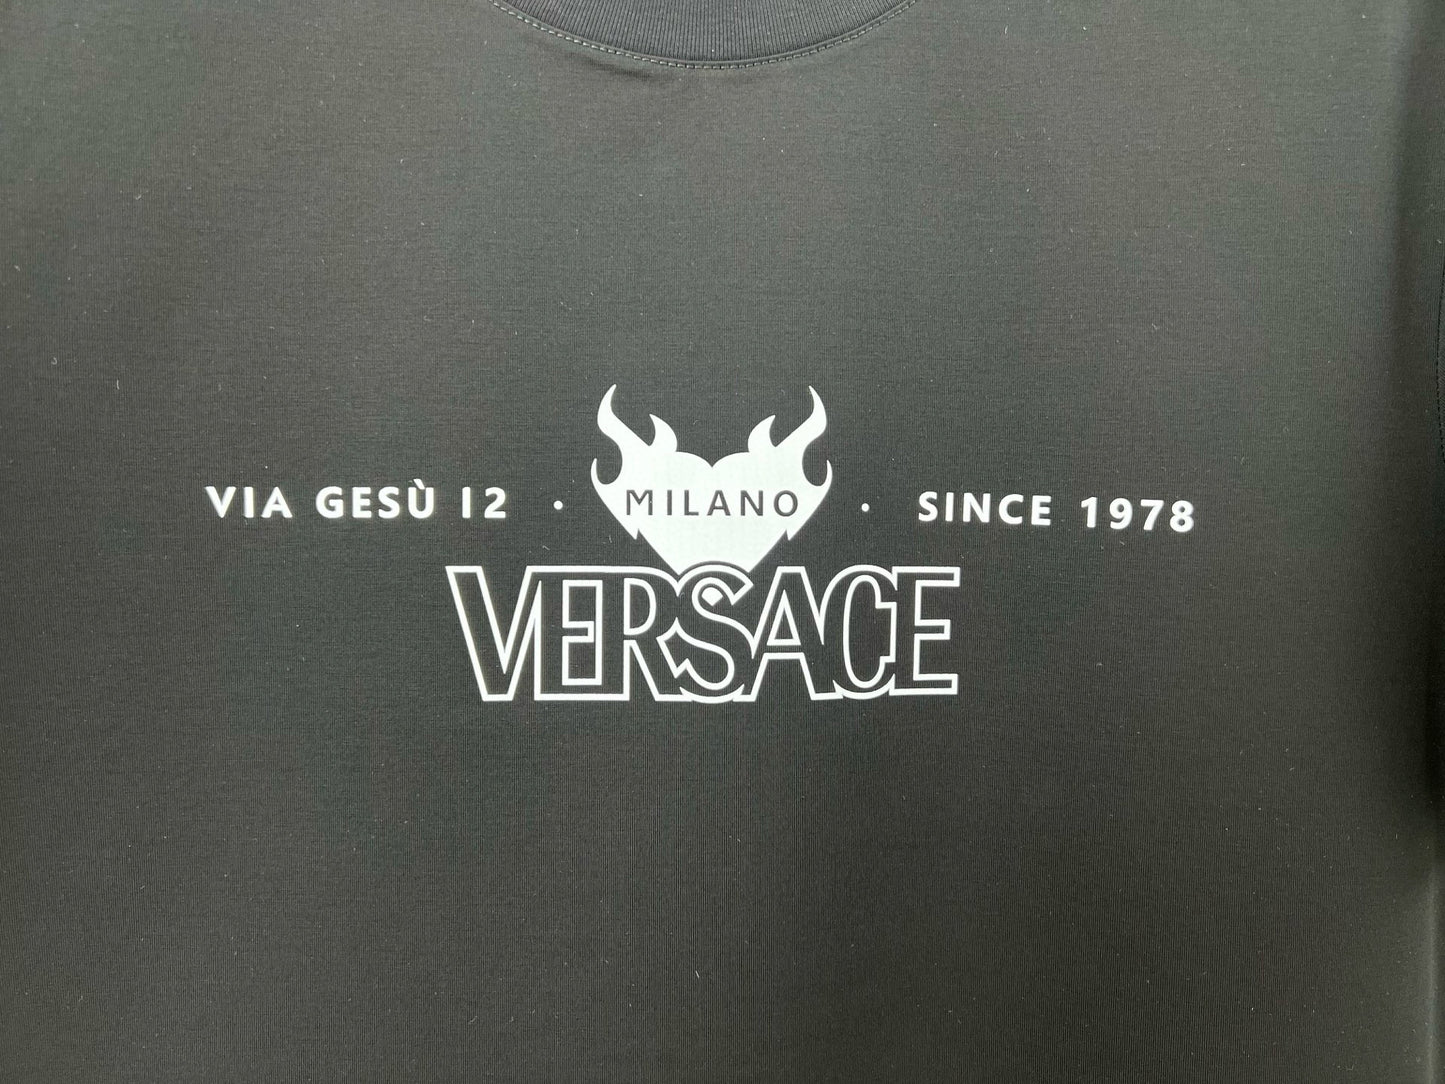 VIA GESÙ 12 · MILANO · SINCE 1978
VERSACE